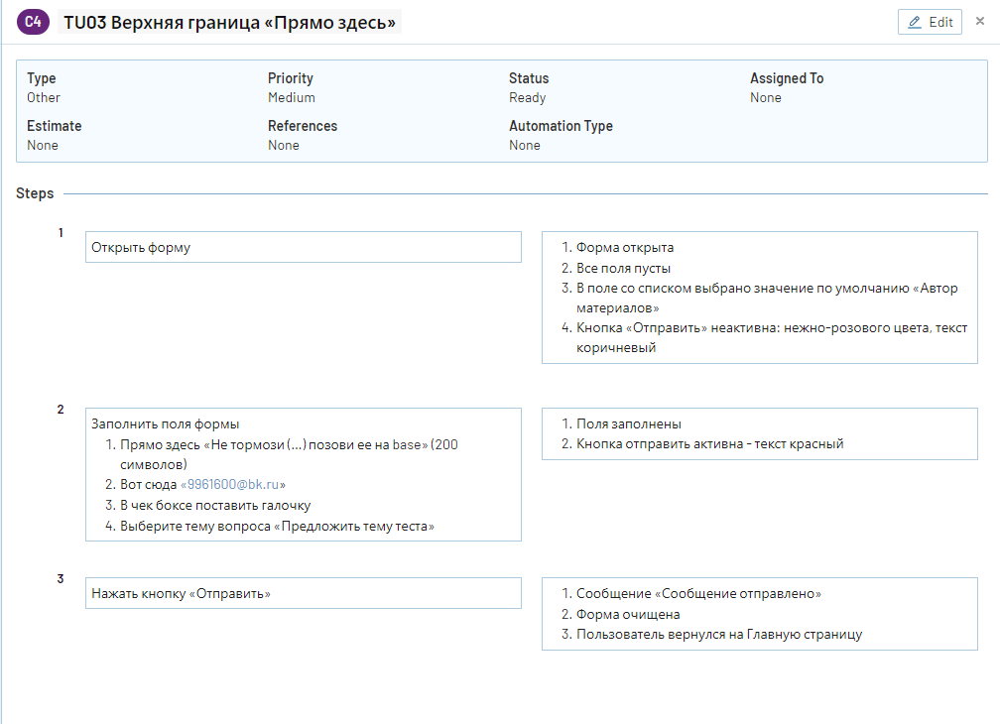 C4 TU03 Верхняя граница «Прямо здесь»
Edit ×
Type Priority Status Assigned To
Other Medium Ready None
Estimate References Automation Type
None None None
Steps
1
Открыть форму
1. Форма открыта
2. Все поля пусты
3. В поле со списком выбрано значение по умолчанию «Автор
материалов»
4. Кнопка «Отправить» неактивна: нежно-розового цвета, текст
коричневый
2
Заполнить поля формы
1. Прямо здесь «Не тормози (...) позови ее на base» (200
символов)
2. Вот сюда «9961600@bk.ru»
3. В чек боксе поставить галочку
4. Выберите тему вопроса «Предложить тему теста»
1. Поля заполнены
2. Кнопка отправить активна - текст красный
3
Нажать кнопку «Отправить»
1. Сообщение «Сообщение отправлено»
2. Форма очищена
3. Пользователь вернулся на Главную страницу